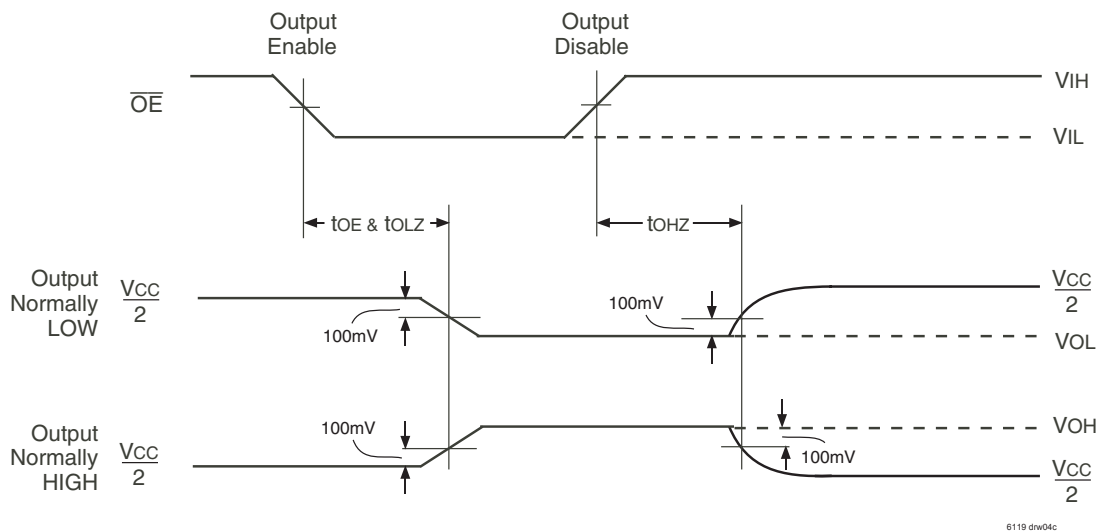 Output
Enable
Output
Disable
OE
VIH
VIL
tOE & tOLZ
tOHZ
Output
Normally
LOW
VCC
2
100mV
100mV
VCC
2
VOL
Output
Normally
HIGH
VCC
2
100mV
100mV
VOH
VCC
2
6119 drw04c